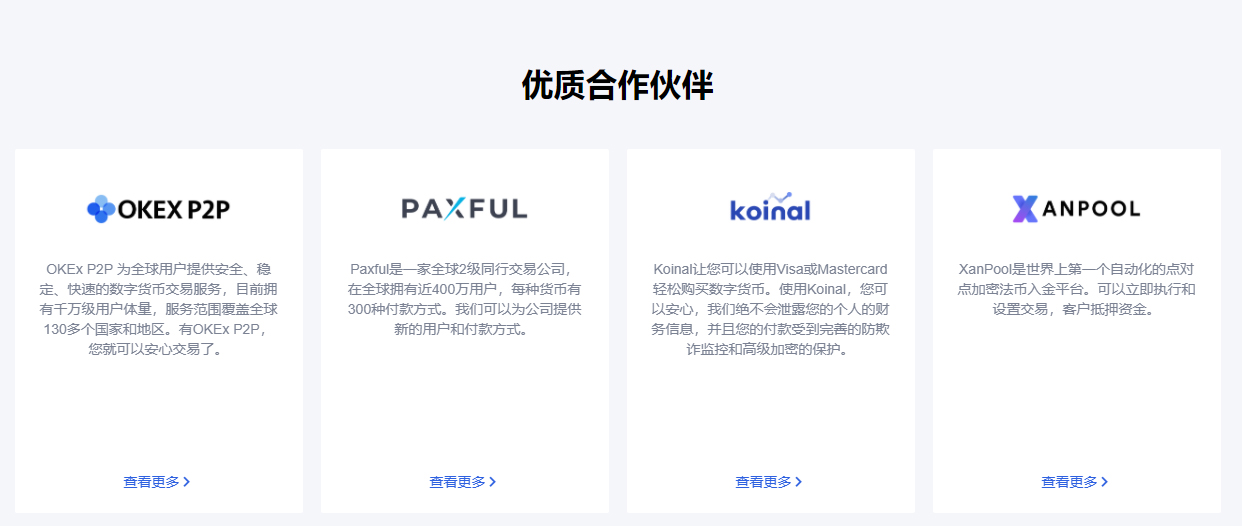 优质合作伙伴
OKEX P2P
OKEx P2P 为全球用户提供安全、稳
定、快速的数字货币交易服务，目前拥
有千万级用户体量，服务范围覆盖全球
130多个国家和地区。有OKEx P2P，
您就可以安心交易了。
查看更多
PAXFUL
Paxful是一家全球2级同行交易公司，
在全球拥有近400万用户，每种货币有
300种付款方式。我们可以为公司提供
新的用户和付款方式。
查看更多
koinal
Koinal让您可以使用Visa或Mastercard
轻松购买数字货币。使用Koinal，您可
以安心，我们绝不会泄露您的个人的财
务信息，并且您的付款受到完善的防欺
诈监控和高级加密的保护。
查看更多
XANPOOL
XanPool是世界上第一个自动化的点对
点加密法币入金平台。可以立即执行和
设置交易，客户抵押资金。
查看更多